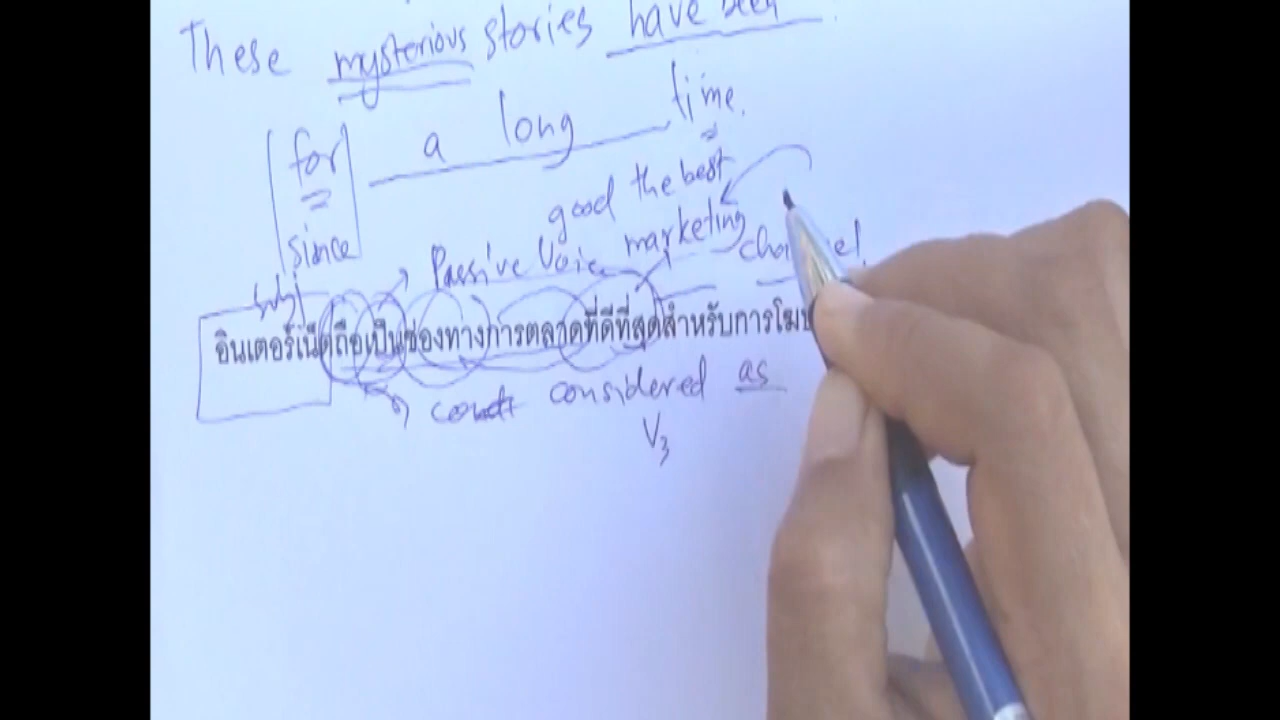 These mysterious stories have been
for a long time.
since
good the best
Passive Voice marketing
อินเตอร์เน็ตถือเป็นช่องทางการตลาดที่ดีที่สุดสำหรับการโฆษ
considered as
V3